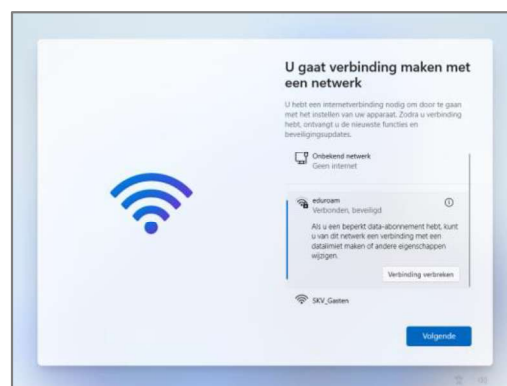 U gaat verbinding maken met
een netwerk
U hebt een internetverbinding nodig om door te gaan
met het instellen van uw apparaat. Zodra u verbinding
hebt, ontvangt u de nieuwste functies en
beveiligingsupdates.
Onbekend netwerk
Geen internet
eduroam
Verbonden, beveiligd
Als u een beperkt data-abonnement hebt, kunt
u van dit netwerk een verbinding met een
datalimiet maken of andere eigenschappen
wijzigen.
Verbinding verbreken
SKV_Gasten
Volgende